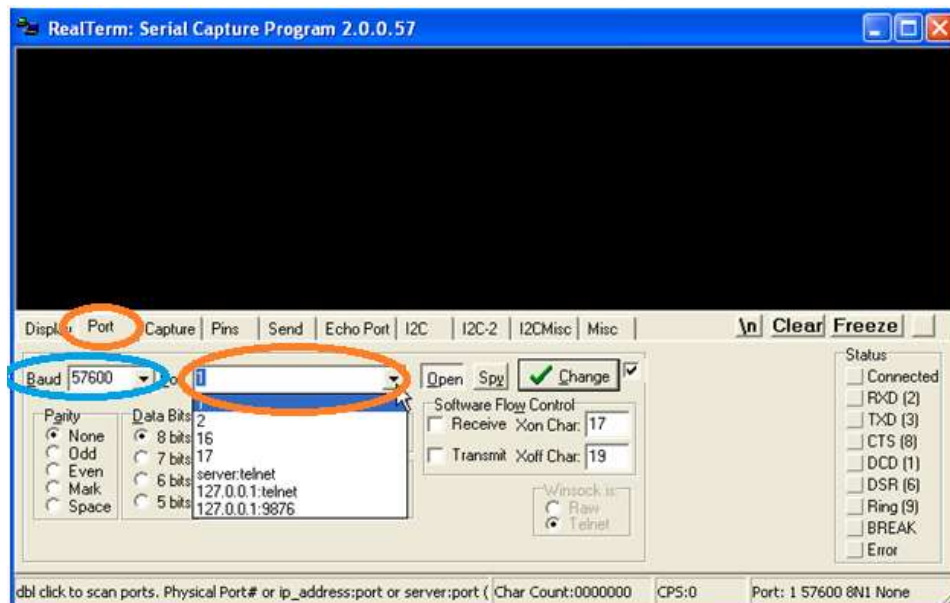 RealTerm: Serial Capture Program 2.0.0.57
Display Port Capture Pins Send Echo Port I2C I2C-2 I2CMisc Misc \n Clear Freeze
Baud 57600 1 Open Spy Change
Parity
None
Odd
Even
Mark
Space
Data Bits
8 bits
7 bits
6 bits
5 bits
1
2
16
17
server:telnet
127.0.0.1:telnet
127.0.0.1:9876
Software Flow Control
Receive Xon Char: 17
Transmit Xoff Char: 19
Winsock is:
Raw
Telnet
Status
Connected
RXD (2)
TXD (3)
CTS (8)
DCD (1)
DSR (6)
Ring (9)
BREAK
Error
dbl click to scan ports. Physical Port# or ip_address:port or server:port ( Char Count:0000000 CPS:0 Port: 1 57600 8N1 None